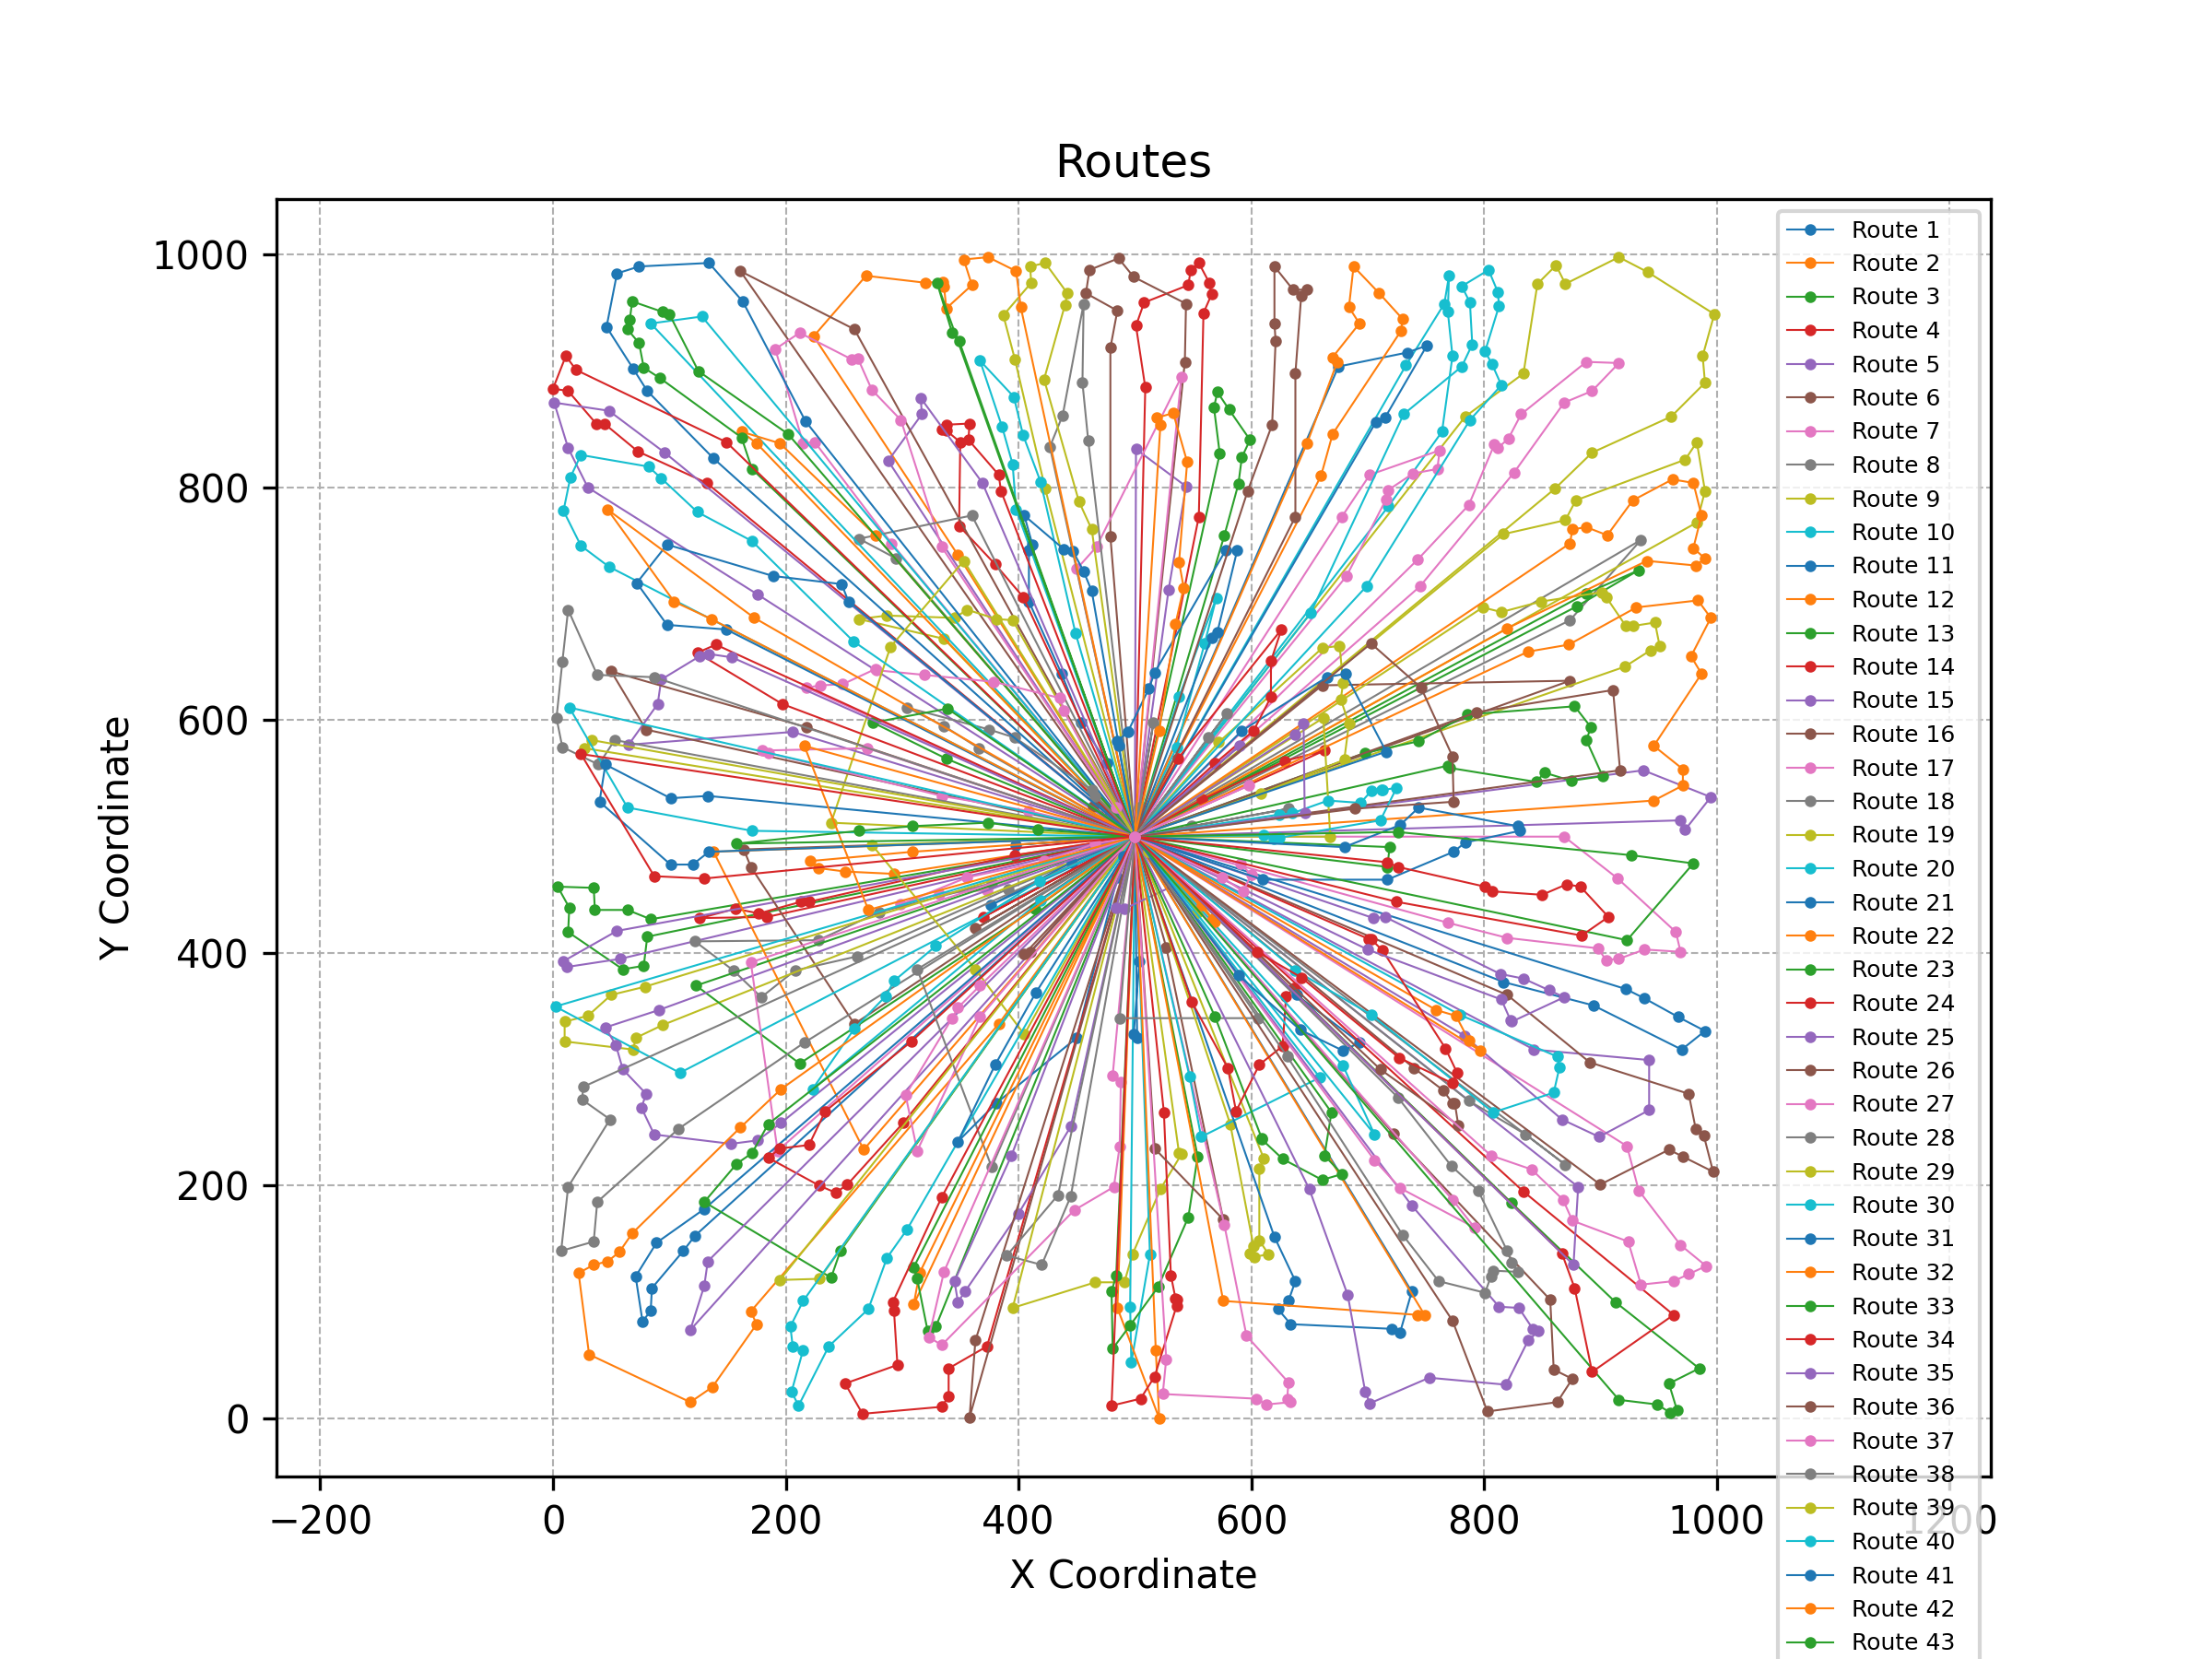 Routes
Y Coordinate
1000
800
600
400
200
0
−200
0
200
400
600
800
1000
1200
X Coordinate
Route 1
Route 2
Route 3
Route 4
Route 5
Route 6
Route 7
Route 8
Route 9
Route 10
Route 11
Route 12
Route 13
Route 14
Route 15
Route 16
Route 17
Route 18
Route 19
Route 20
Route 21
Route 22
Route 23
Route 24
Route 25
Route 26
Route 27
Route 28
Route 29
Route 30
Route 31
Route 32
Route 33
Route 34
Route 35
Route 36
Route 37
Route 38
Route 39
Route 40
Route 41
Route 42
Route 43